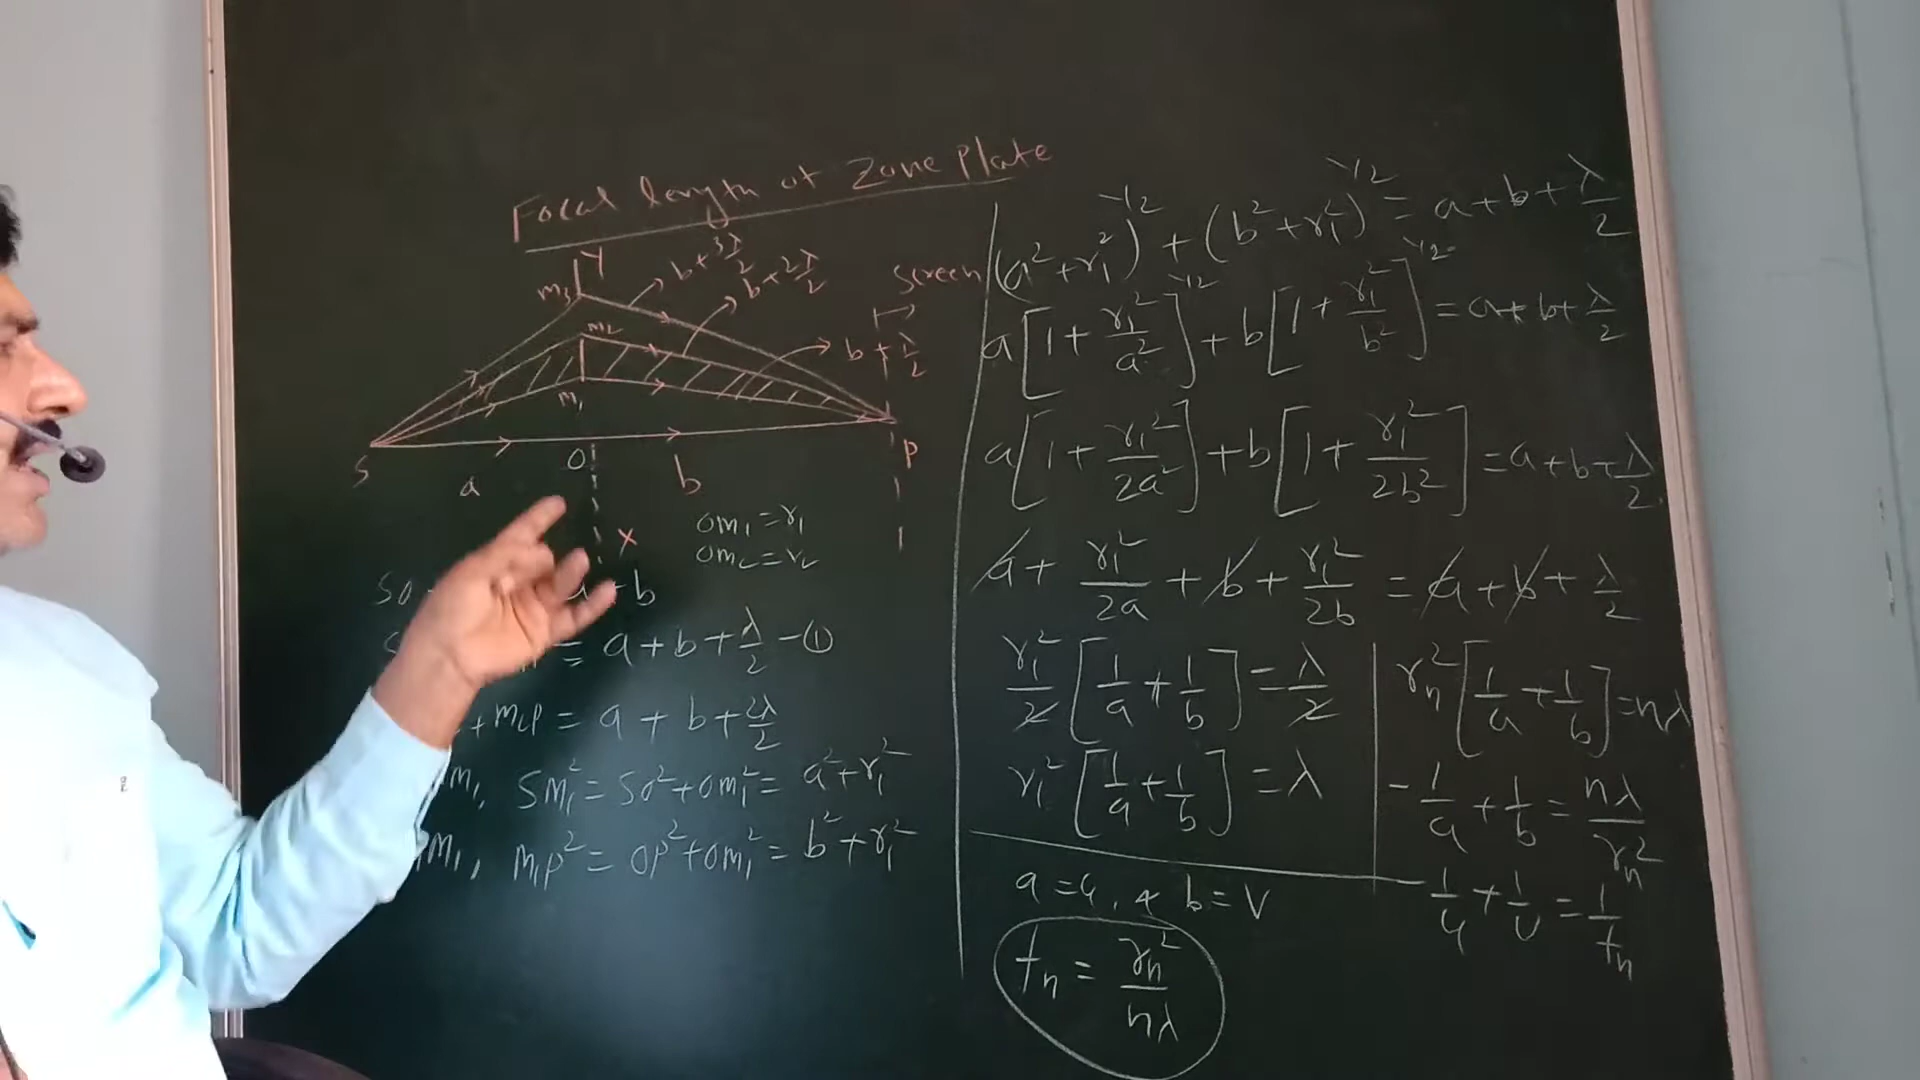 Focal length of Zone Plate
Y
M₃
b + 3λ/2
b + 2λ/2
Screen
M₂
b + λ/2
M₁
S
O
P
a
b
X
OM₁ = r₁
OM₂ = r₂
SO
+ b
= a + b + λ/2 - ①
+ M₂P = a + b + 2λ/2
M₁, SM₁² = SO² + OM₁² = a² + r₁²
M₁, M₁P² = OP² + OM₁² = b² + r₁²
(a² + r₁²)^1/2 + (b² + r₁²)^1/2 = a + b + λ/2
a[1 + r₁²/a²]^1/2 + b[1 + r₁²/b²]^1/2 = a + b + λ/2
a[1 + r₁²/2a²] + b[1 + r₁²/2b²] = a + b + λ/2
a + r₁²/2a + b + r₁²/2b = a + b + λ/2
r₁²/2 [1/a + 1/b] = λ/2
r₁² [1/a + 1/b] = λ
rₙ² [1/a + 1/b] = nλ
-1/a + 1/b = nλ/rₙ²
-1/u + 1/v = 1/fₙ
a = u, & b = v
fₙ = rₙ²/nλ